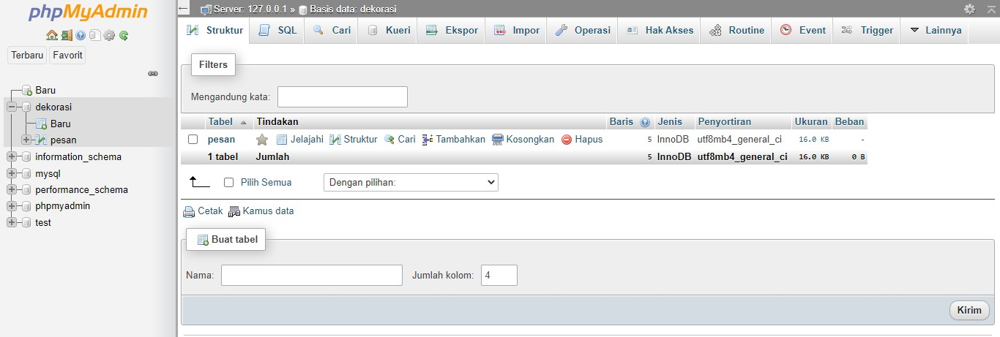 phpMyAdmin
Terbaru Favorit
Baru
dekorasi
Baru
pesan
information_schema
mysql
performance_schema
phpmyadmin
test
Server: 127.0.0.1 » Basis data: dekorasi
Struktur SQL Cari Kueri Ekspor Impor Operasi Hak Akses Routine Event Trigger Lainnya
Filters
Mengandung kata:
Tabel Tindakan Baris Jenis Penyortiran Ukuran Beban
pesan Jelajahi Struktur Cari Tambahkan Kosongkan Hapus 5 InnoDB utf8mb4_general_ci 16.0 KB -
1 tabel Jumlah 5 InnoDB utf8mb4_general_ci 16.0 KB 0 B
Pilih Semua Dengan pilihan:
Cetak Kamus data
Buat tabel
Nama: Jumlah kolom: 4
Kirim